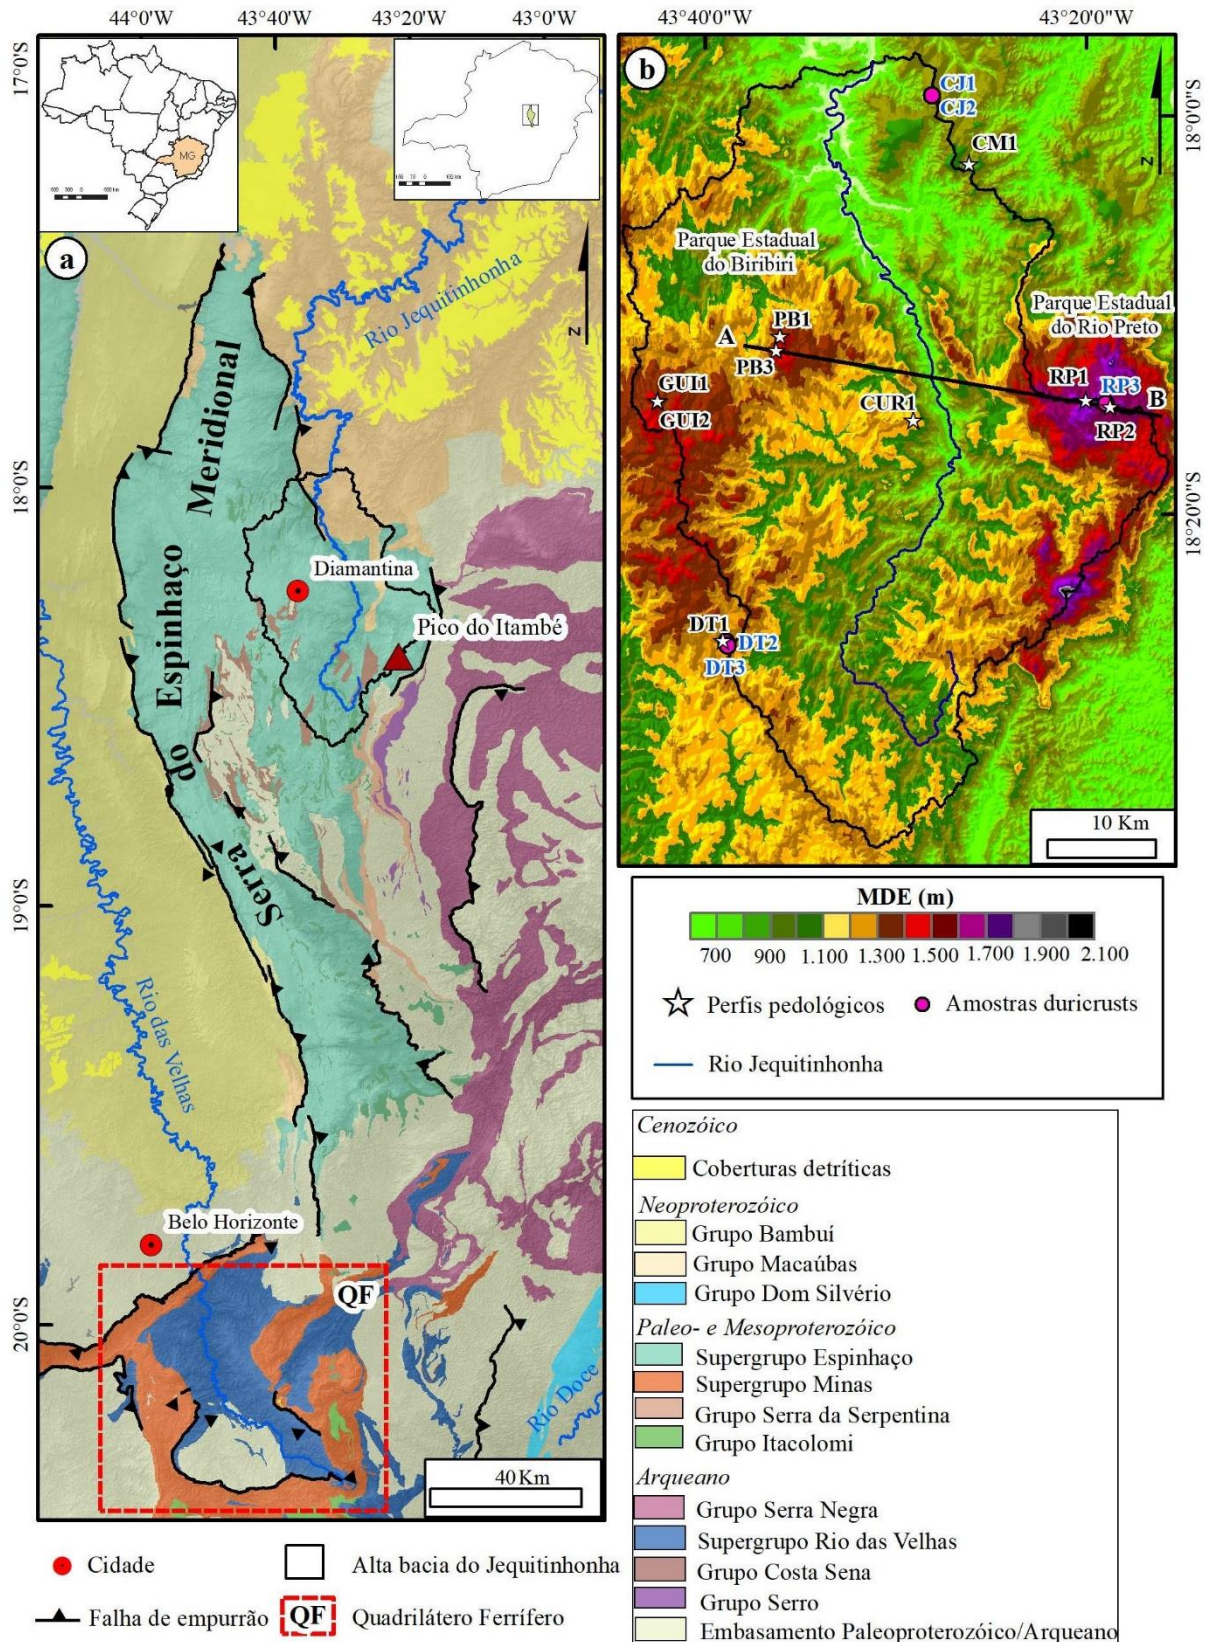 44°0'W
43°40'W
43°20'W
43°0'W
17°0'S
18°0'S
19°0'S
20°0'S
MG
N
a
Rio Jequitinhonha
Serra do Espinhaço Meridional
Diamantina
Pico do Itambé
Rio das Velhas
Belo Horizonte
QF
Rio Doce
40 Km
Cidade
Alta bacia do Jequitinhonha
Falha de empurrão
QF
Quadrilátero Ferrífero
43°40'W
43°20'W
b
CJ1
CJ2
N
18°0'0"S
CM1
Parque Estadual
do Biribiri
Parque Estadual
do Rio Preto
PB1
A
PB3
GUI1
GUI2
RP1
RP3
B
CUR1
RP2
18°20'0"S
DT1
DT2
DT3
10 Km
MDE (m)
700 900 1.100 1.300 1.500 1.700 1.900 2.100
Perfis pedológicos
Amostras duricrusts
Rio Jequitinhonha
Cenozóico
Coberturas detríticas
Neoproterozóico
Grupo Bambuí
Grupo Macaúbas
Grupo Dom Silvério
Paleo- e Mesoproterozóico
Supergrupo Espinhaço
Supergrupo Minas
Grupo Serra da Serpentina
Grupo Itacolomi
Arqueano
Grupo Serra Negra
Supergrupo Rio das Velhas
Grupo Costa Sena
Grupo Serro
Embasamento Paleoproterozóico/Arqueano